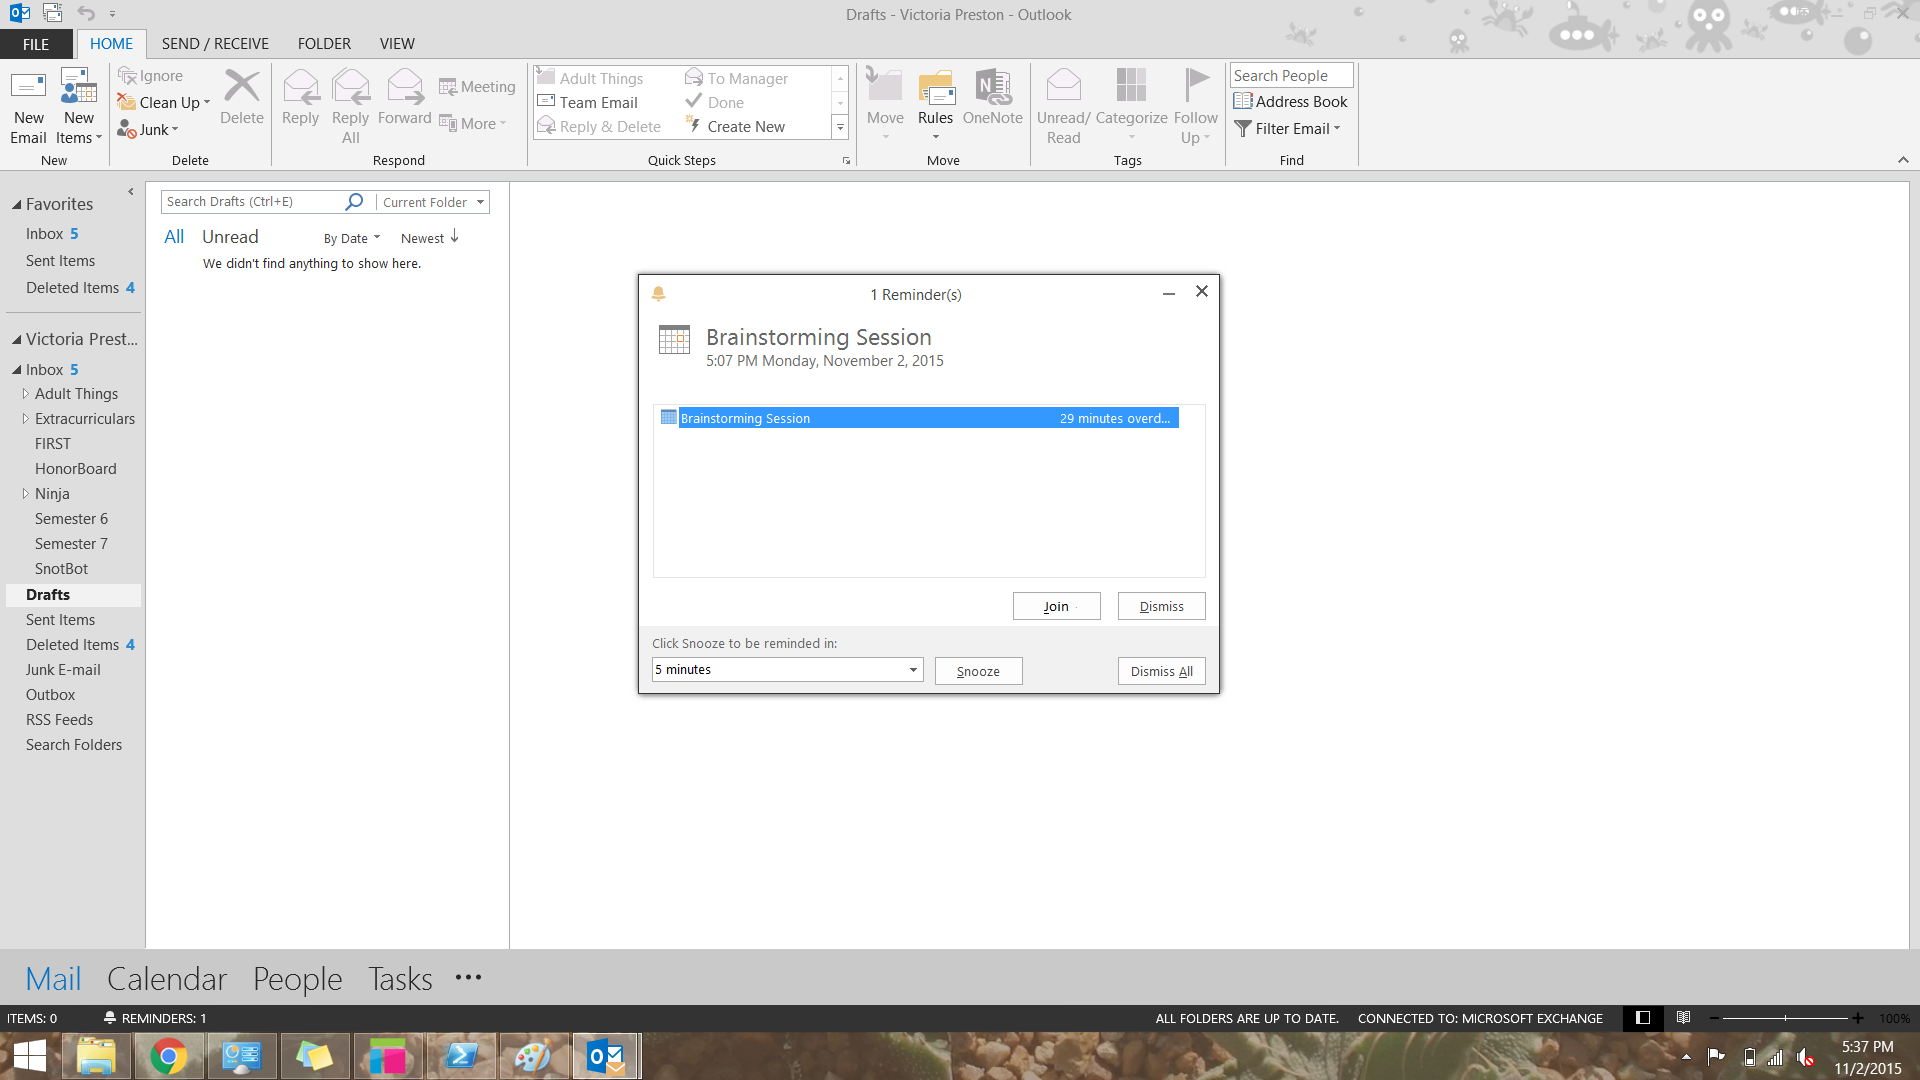 Drafts - Victoria Preston - Outlook
FILE
HOME
SEND / RECEIVE
FOLDER
VIEW
New Email
New Items
New
Ignore
Clean Up
Junk
Delete
Delete
Reply
Reply All
Forward
Meeting
More
Respond
Adult Things
Team Email
Reply & Delete
To Manager
Done
Create New
Quick Steps
Move
Rules
OneNote
Move
Unread/ Read
Categorize
Follow Up
Tags
Search People
Address Book
Filter Email
Find
Favorites
Inbox 5
Sent Items
Deleted Items 4
Victoria Prest...
Inbox 5
Adult Things
Extracurriculars
FIRST
HonorBoard
Ninja
Semester 6
Semester 7
SnotBot
Drafts
Sent Items
Deleted Items 4
Junk E-mail
Outbox
RSS Feeds
Search Folders
Search Drafts (Ctrl+E)
Current Folder
All Unread By Date Newest
We didn't find anything to show here.
1 Reminder(s)
Brainstorming Session
5:07 PM Monday, November 2, 2015
Brainstorming Session 29 minutes overd...
Join Dismiss
Click Snooze to be reminded in:
5 minutes Snooze Dismiss All
Mail Calendar People Tasks
ITEMS: 0 REMINDERS: 1 ALL FOLDERS ARE UP TO DATE. CONNECTED TO: MICROSOFT EXCHANGE 100%
5:37 PM
11/2/2015